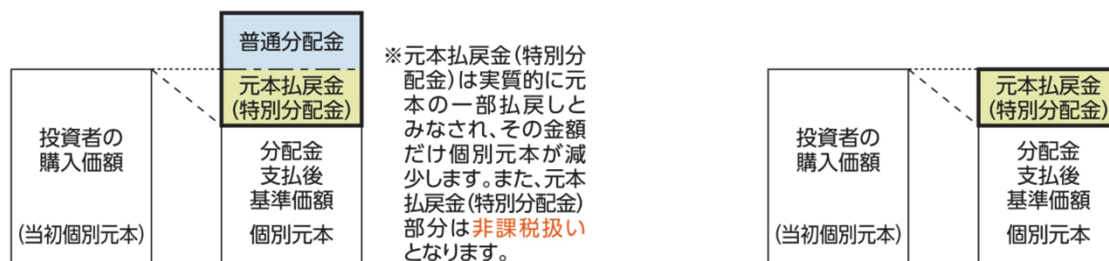 普通分配金
元本払戻金
(特別分配金)
投資者の
購入価額
(当初個別元本)
分配金
支払後
基準価額
個別元本
※元本払戻金(特別分
配金)は実質的に元
本の一部払戻しと
みなされ、その金額
だけ個別元本が減
少します。また、元本
払戻金(特別分配金)
部分は非課税扱い
となります。
元本払戻金
(特別分配金)
投資者の
購入価額
(当初個別元本)
分配金
支払後
基準価額
個別元本